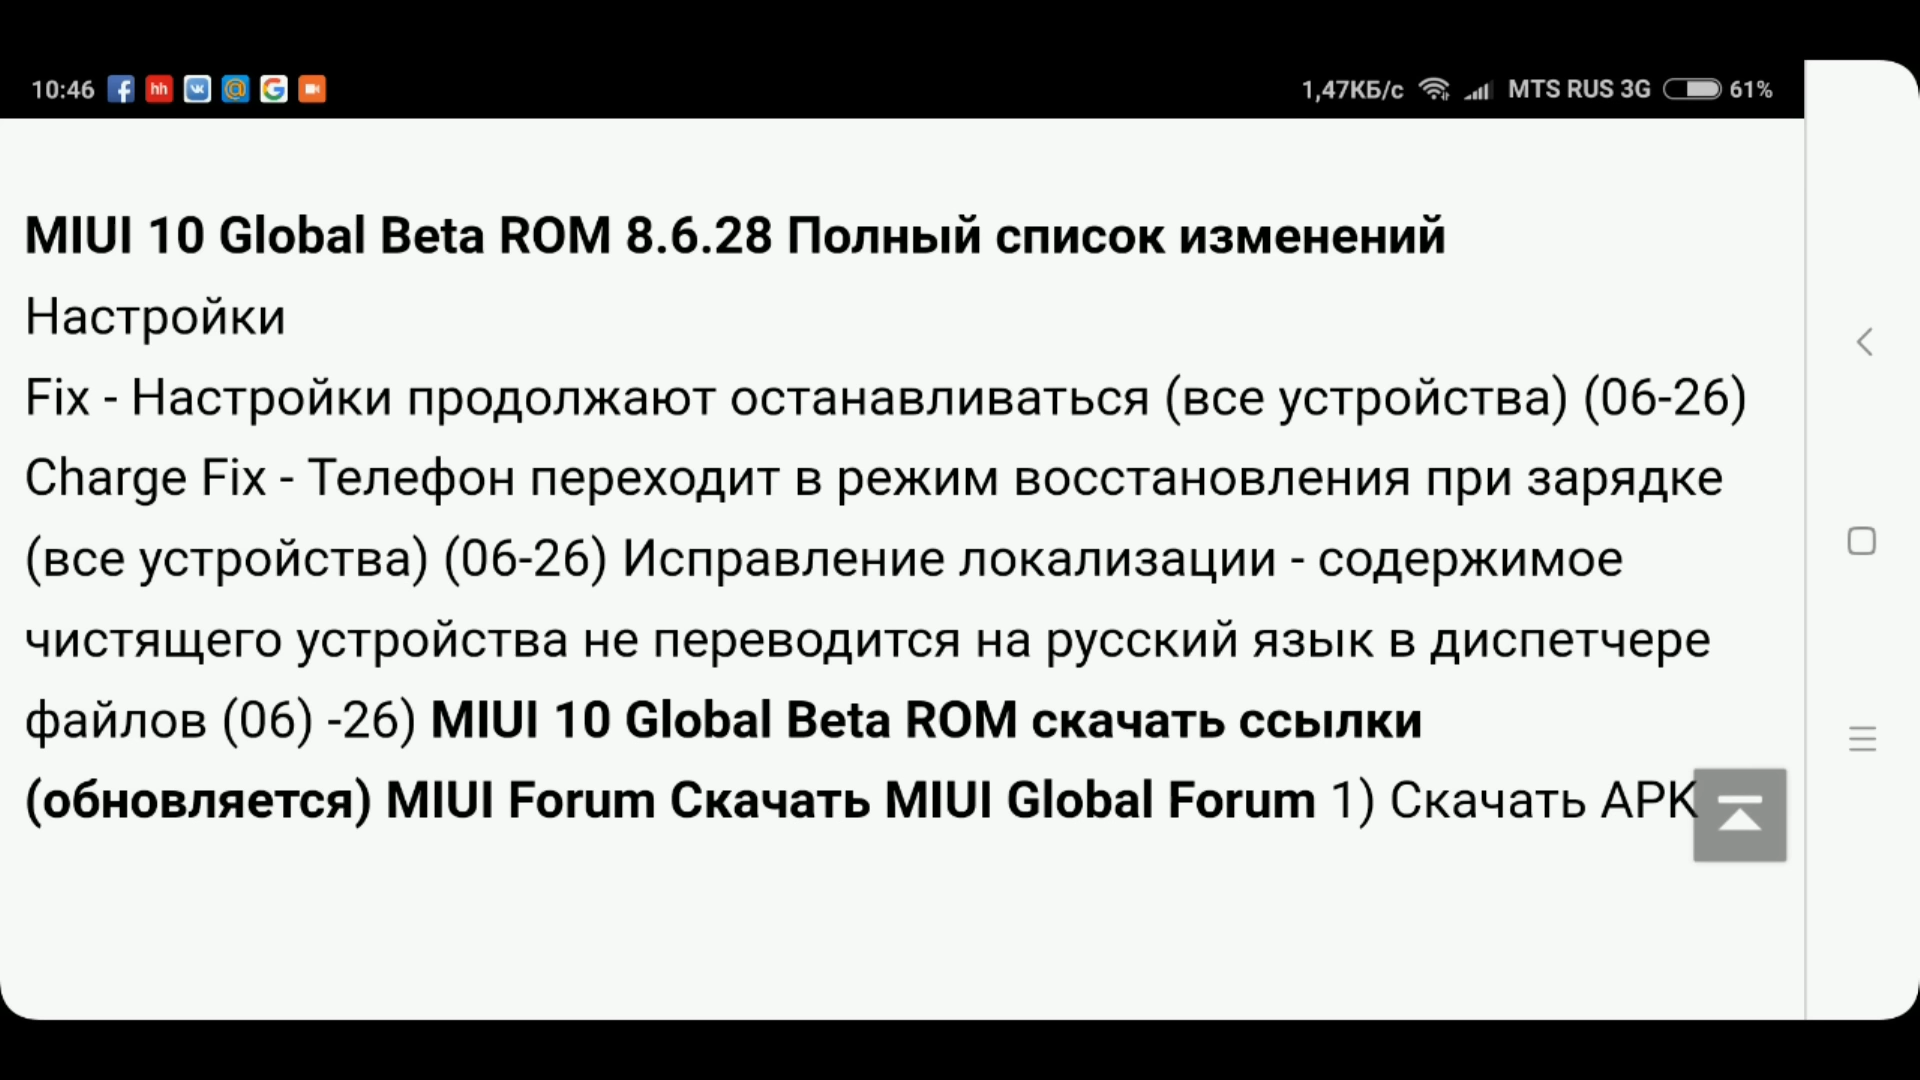 10:46 hh 1,47КБ/с MTS RUS 3G 61%
MIUI 10 Global Beta ROM 8.6.28 Полный список изменений
Настройки
Fix - Настройки продолжают останавливаться (все устройства) (06-26)
Charge Fix - Телефон переходит в режим восстановления при зарядке
(все устройства) (06-26) Исправление локализации - содержимое
чистящего устройства не переводится на русский язык в диспетчере
файлов (06) -26) MIUI 10 Global Beta ROM скачать ссылки
(обновляется) MIUI Forum Скачать MIUI Global Forum 1) Скачать APK